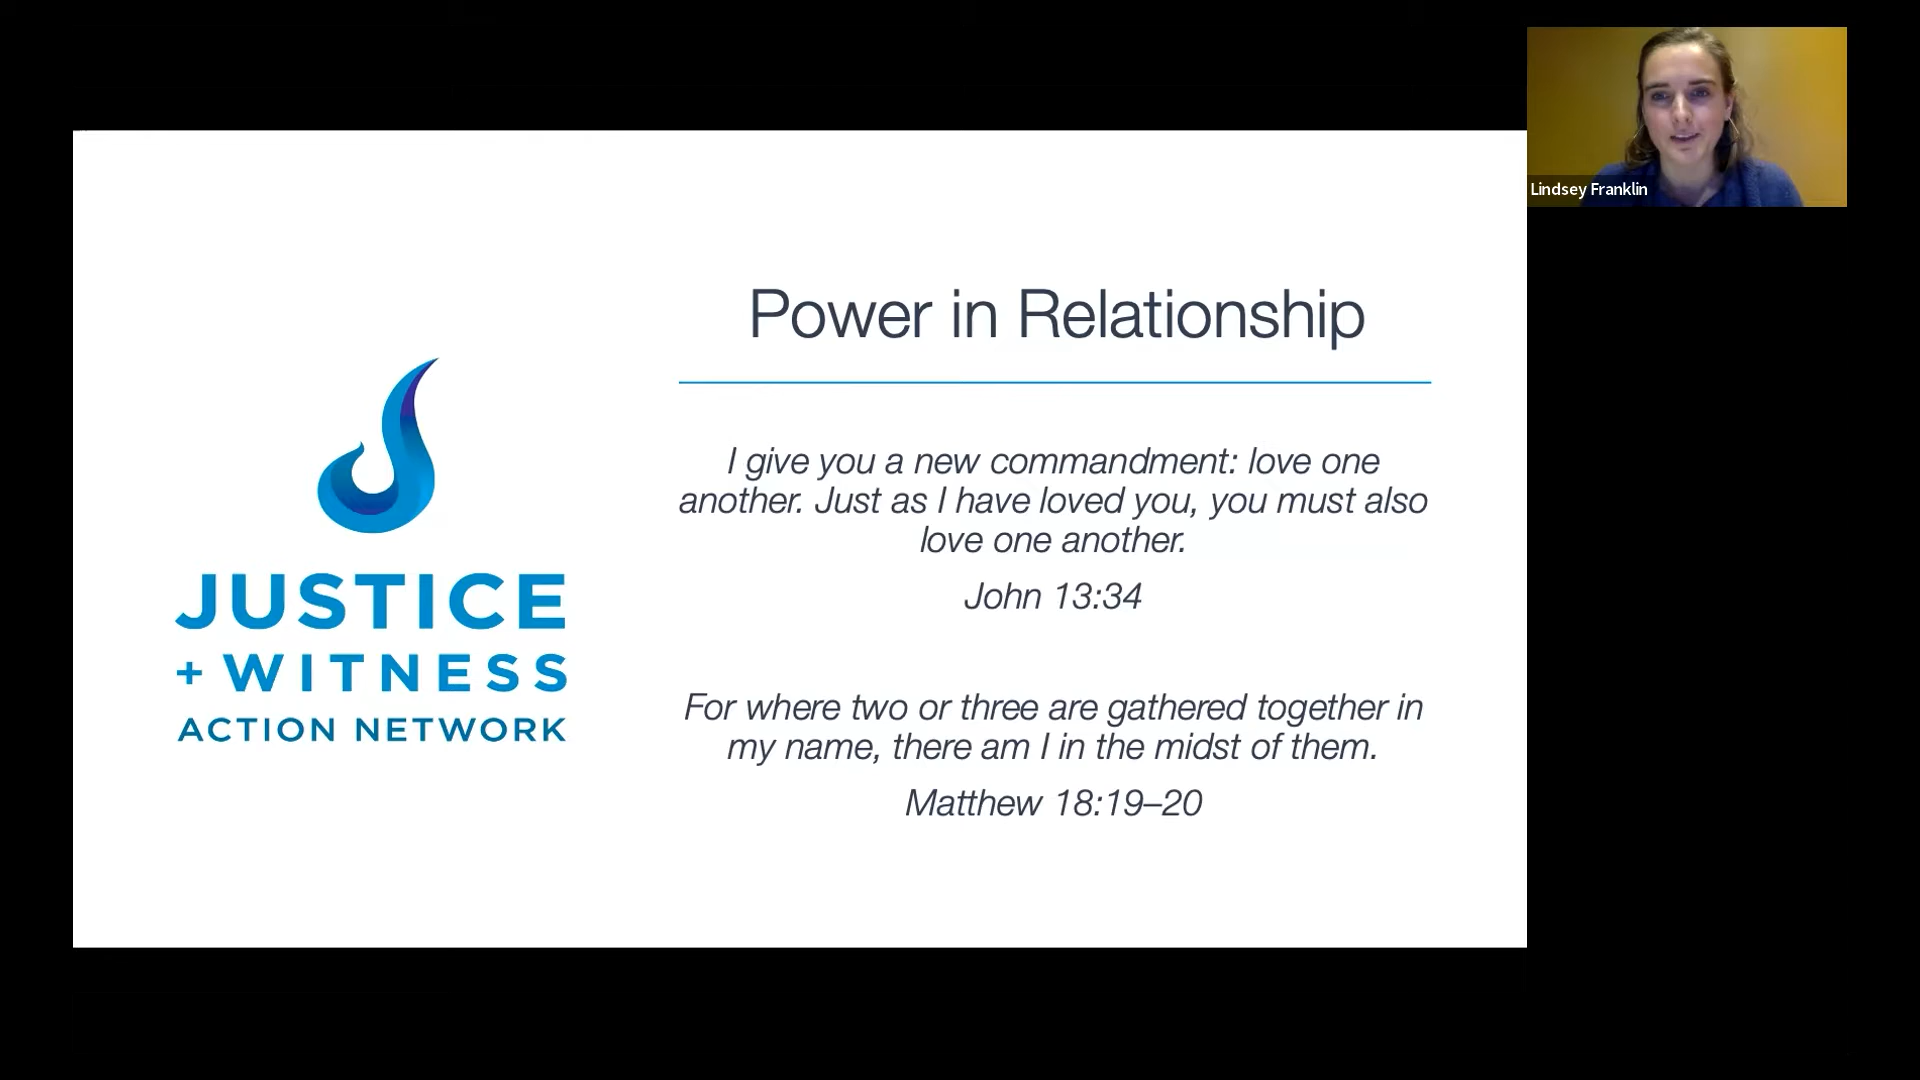 Lindsey Franklin
Power in Relationship
I give you a new commandment: love one
another. Just as I have loved you, you must also
love one another.
John 13:34
For where two or three are gathered together in
my name, there am I in the midst of them.
Matthew 18:19–20
JUSTICE
+ WITNESS
ACTION NETWORK